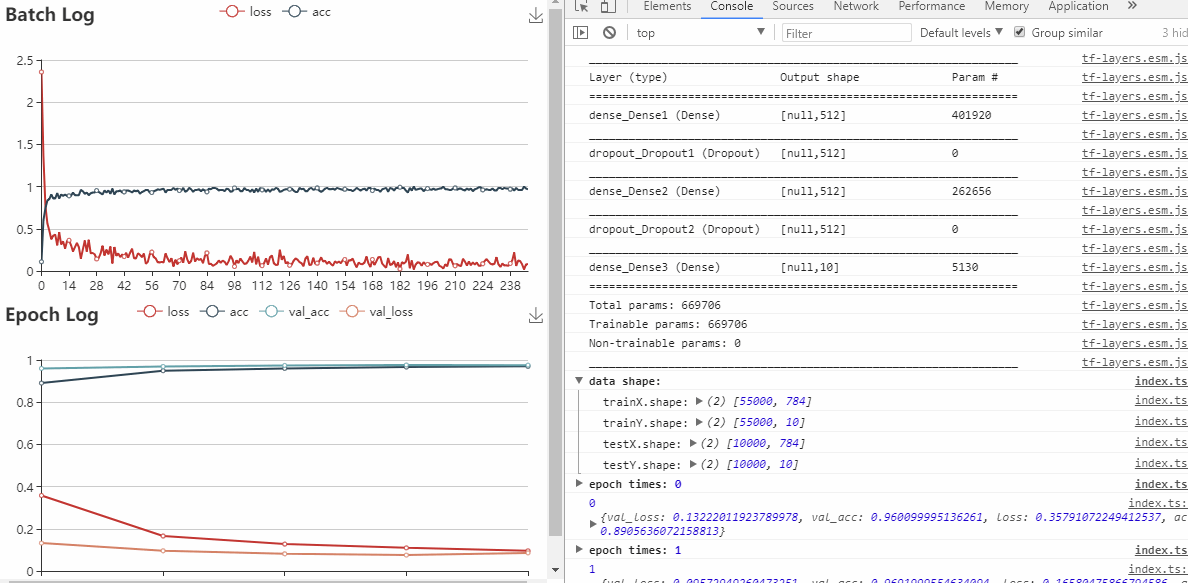 Batch Log
loss acc
2.5
2
1.5
1
0.5
0
0 14 28 42 56 70 84 98 112 126 140 154 168 182 196 210 224 238
Epoch Log
loss acc val_acc val_loss
1
0.8
0.6
0.4
0.2
0
Elements Console Sources Network Performance Memory Application »
top Filter Default levels Group similar 3 hid
tf-layers.esm.js
Layer (type) Output shape Param # tf-layers.esm.js
================================================================= tf-layers.esm.js
dense_Dense1 (Dense) [null,512] 401920 tf-layers.esm.js
tf-layers.esm.js
dropout_Dropout1 (Dropout) [null,512] 0 tf-layers.esm.js
tf-layers.esm.js
dense_Dense2 (Dense) [null,512] 262656 tf-layers.esm.js
tf-layers.esm.js
dropout_Dropout2 (Dropout) [null,512] 0 tf-layers.esm.js
tf-layers.esm.js
dense_Dense3 (Dense) [null,10] 5130 tf-layers.esm.js
================================================================= tf-layers.esm.js
Total params: 669706 tf-layers.esm.js
Trainable params: 669706 tf-layers.esm.js
Non-trainable params: 0 tf-layers.esm.js
tf-layers.esm.js
data shape: index.ts
trainX.shape: (2) [55000, 784] index.ts
trainY.shape: (2) [55000, 10] index.ts
testX.shape: (2) [10000, 784] index.ts
testY.shape: (2) [10000, 10] index.ts
epoch times: 0 index.ts
0 index.ts:
{val_loss: 0.13222011923789978, val_acc: 0.960099995136261, loss: 0.35791072249412537, ac
0.8905636072158813}
epoch times: 1 index.ts
1 index.ts: